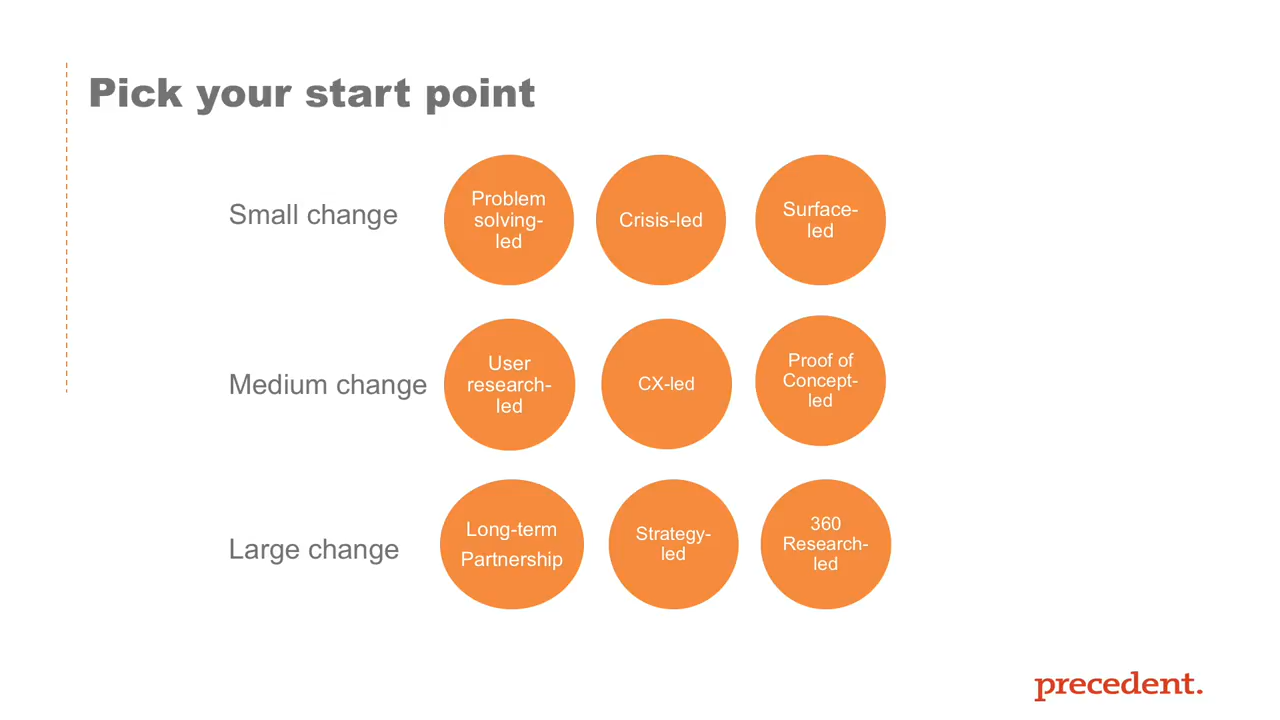 Pick your start point
Small change
Problem
solving-
led
Crisis-led
Surface-
led
Medium change
User
research-
led
CX-led
Proof of
Concept-
led
Large change
Long-term
Partnership
Strategy-
led
360
Research-
led
precedent.